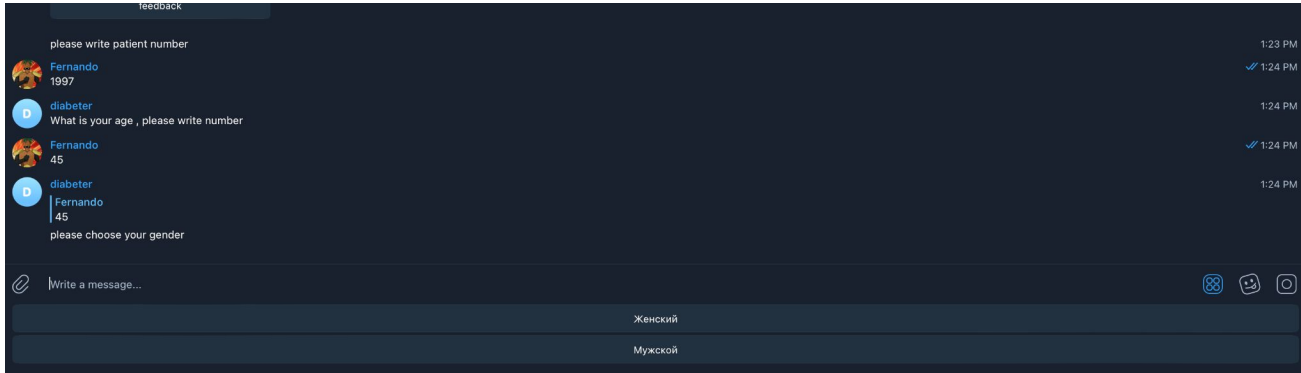 feedback
please write patient number
1:23 PM
Fernando
1:24 PM
1997
diabeter
1:24 PM
What is your age , please write number
Fernando
1:24 PM
45
diabeter
1:24 PM
Fernando
45
please choose your gender
Write a message...
Женский
Мужской